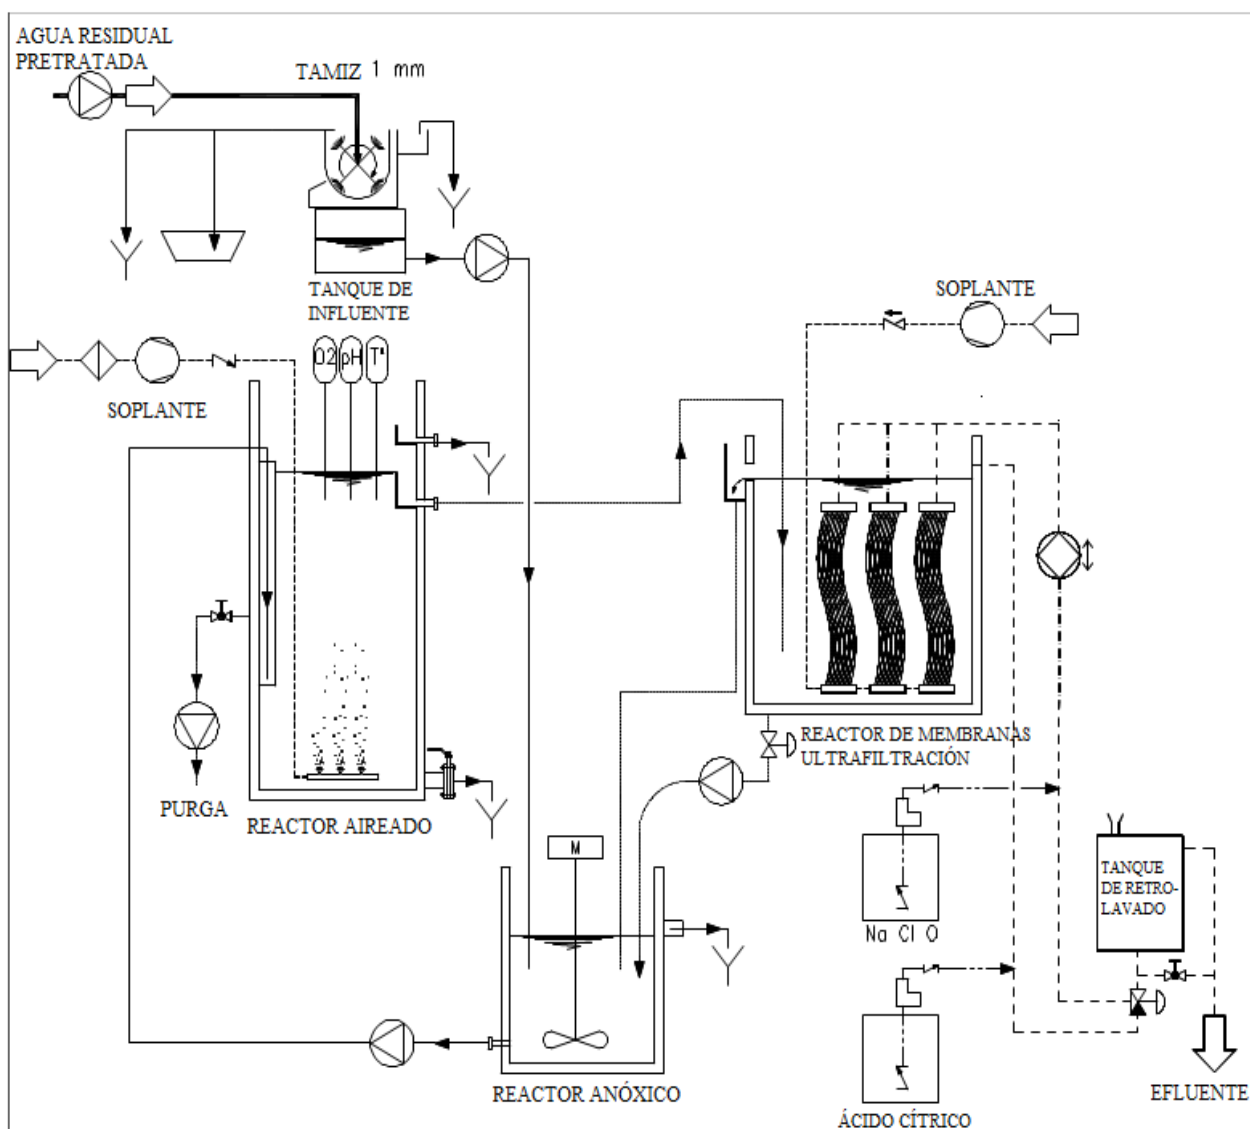 AGUA RESIDUAL
PRETRATADA
TAMIZ 1 mm
TANQUE DE
INFLUENTE
SOPLANTE
O2 pH Tª
SOPLANTE
REACTOR DE MEMBRANAS
ULTRAFILTRACIÓN
PURGA
REACTOR AIREADO
M
TANQUE
DE RETRO-
LAVADO
Na Cl O
REACTOR ANÓXICO
ÁCIDO CÍTRICO
EFLUENTE